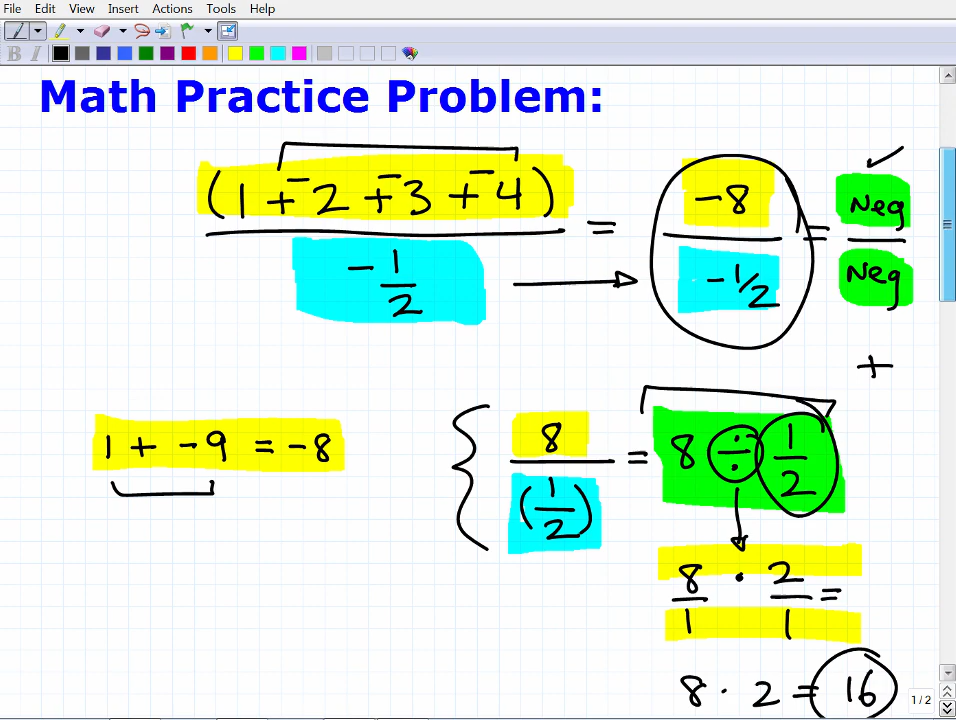 File Edit View Insert Actions Tools Help
B I
Math Practice Problem:
(1 + -2 + -3 + -4) / (-1/2) = -8 / (-1/2) = Neg / Neg
+
1 + -9 = -8
8 / (1/2) = 8 ÷ 1/2
8/1 · 2/1 =
8 · 2 = 16
1 / 2